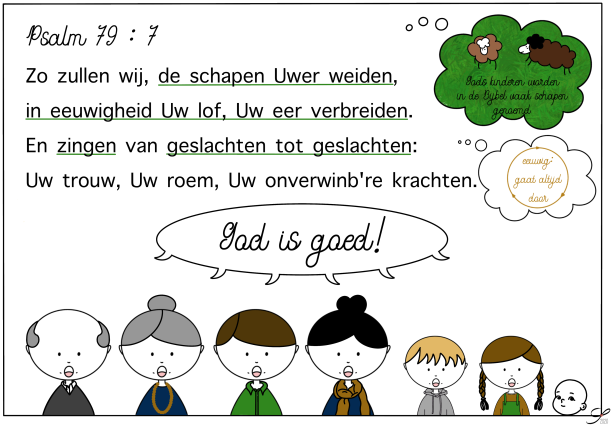 Psalm 79 : 7
Zo zullen wij, de schapen Uwer weiden,
in eeuwigheid Uw lof, Uw eer verbreiden.
En zingen van geslachten tot geslachten:
Uw trouw, Uw roem, Uw onverwinb're krachten.
Gods kinderen worden
in de Bijbel vaak schapen
genoemd
eeuwig:
gaat altijd
door
God is goed!